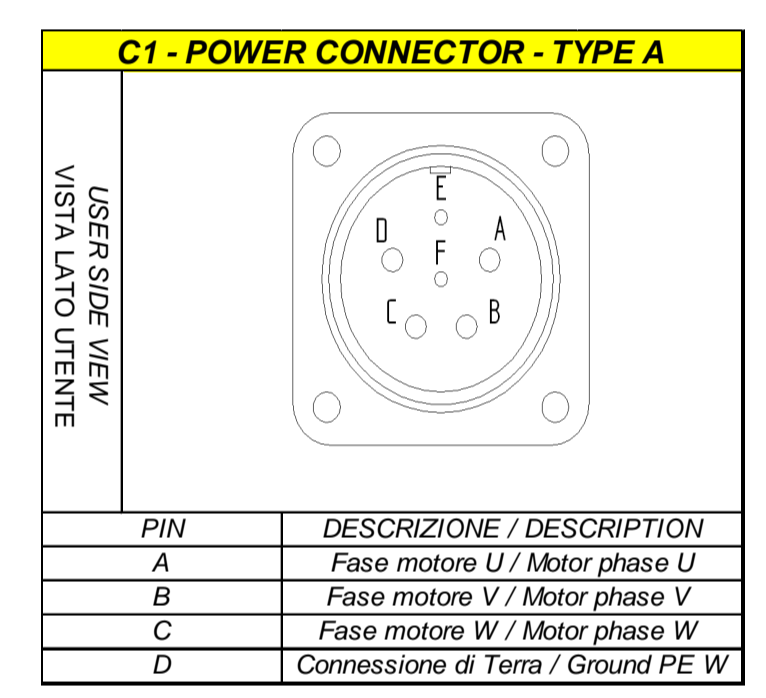 C1 - POWER CONNECTOR - TYPE A
USER SIDE VIEW
VISTA LATO UTENTE
E
D
A
F
C
B
PIN DESCRIZIONE / DESCRIPTION
A Fase motore U / Motor phase U
B Fase motore V / Motor phase V
C Fase motore W / Motor phase W
D Connessione di Terra / Ground PE W